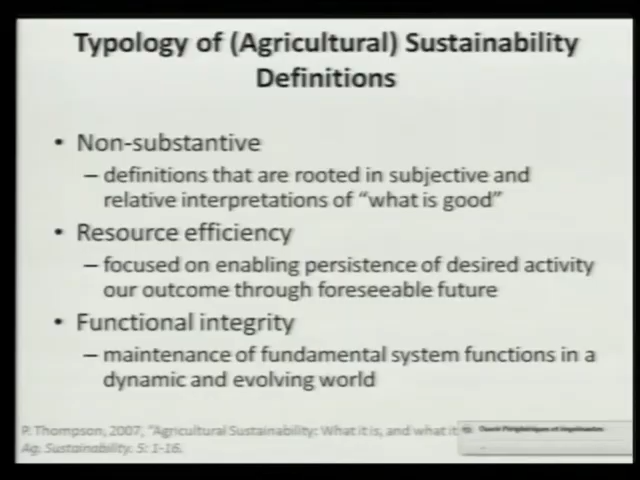 Typology of (Agricultural) Sustainability
Definitions
• Non-substantive
– definitions that are rooted in subjective and
relative interpretations of "what is good"
• Resource efficiency
– focused on enabling persistence of desired activity
our outcome through foreseeable future
• Functional integrity
– maintenance of fundamental system functions in a
dynamic and evolving world
P. Thompson, 2007, "Agricultural Sustainability: What it is, and what it
Ag. Sustainability. 5: 1-16.